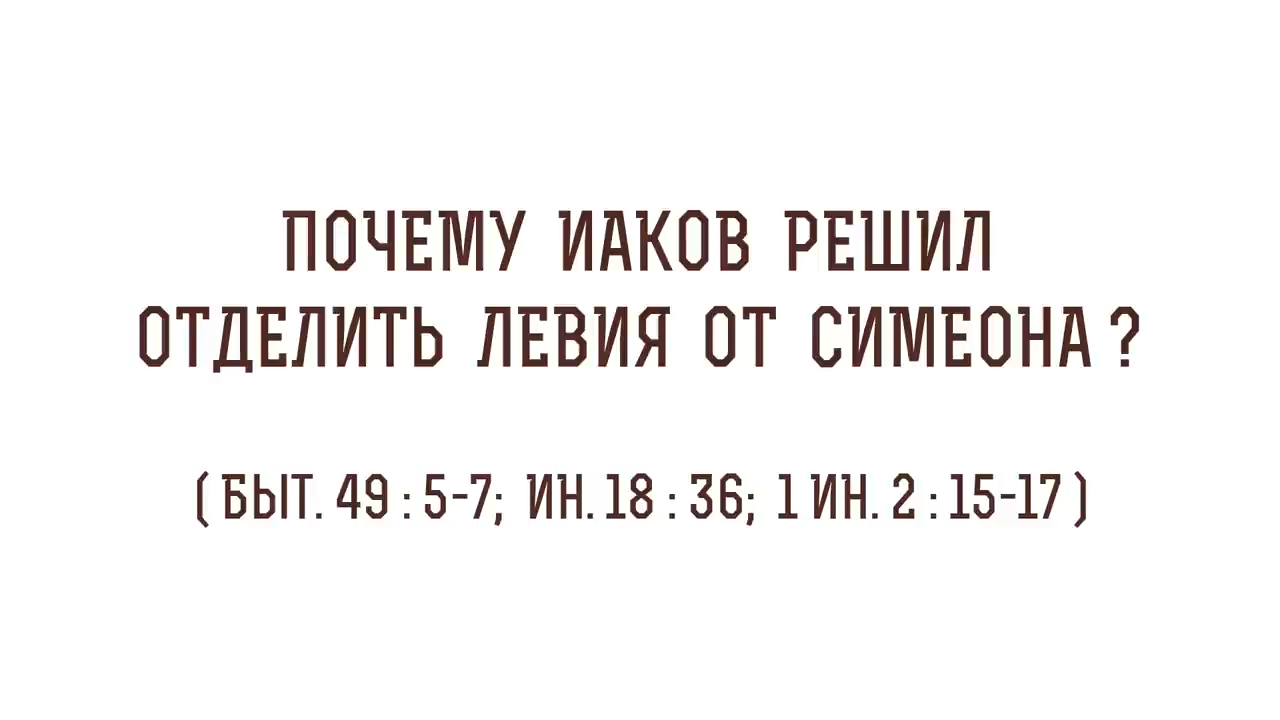 ПОЧЕМУ ИАКОВ РЕШИЛ
ОТДЕЛИТЬ ЛЕВИЯ ОТ СИМЕОНА?
(БЫТ. 49:5-7; ИН. 18:36; 1 ИН. 2:15-17)